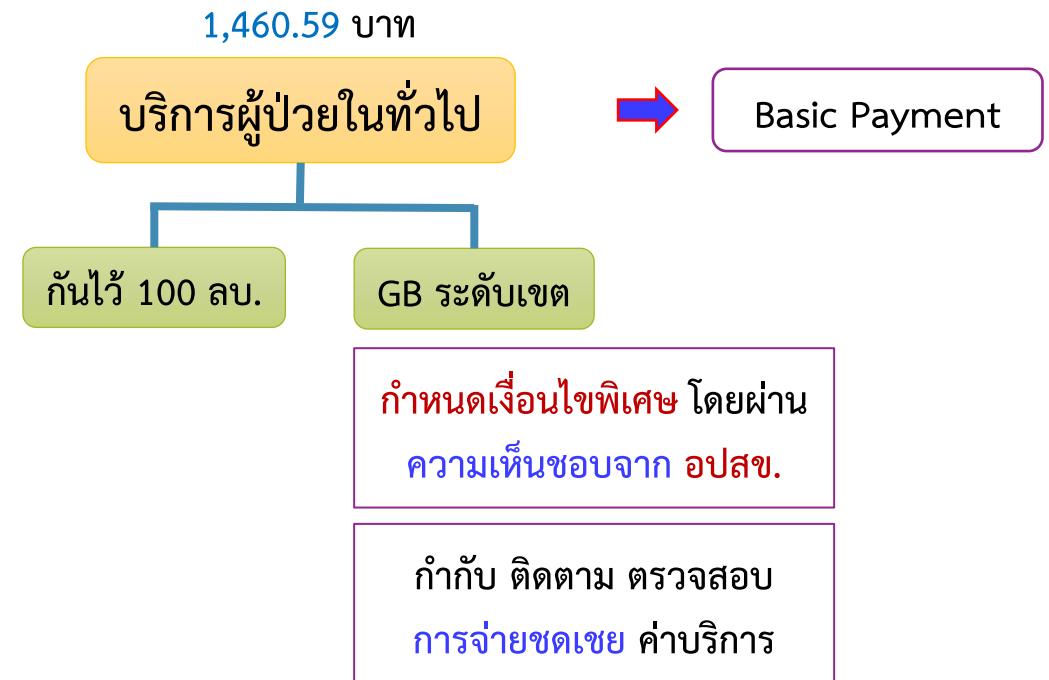 1,460.59 บาท
บริการผู้ป่วยในทั่วไป
Basic Payment
กันไว้ 100 ลบ.
GB ระดับเขต
กำหนดเงื่อนไขพิเศษ โดยผ่าน
ความเห็นชอบจาก อปสข.
กำกับ ติดตาม ตรวจสอบ
การจ่ายชดเชย ค่าบริการ